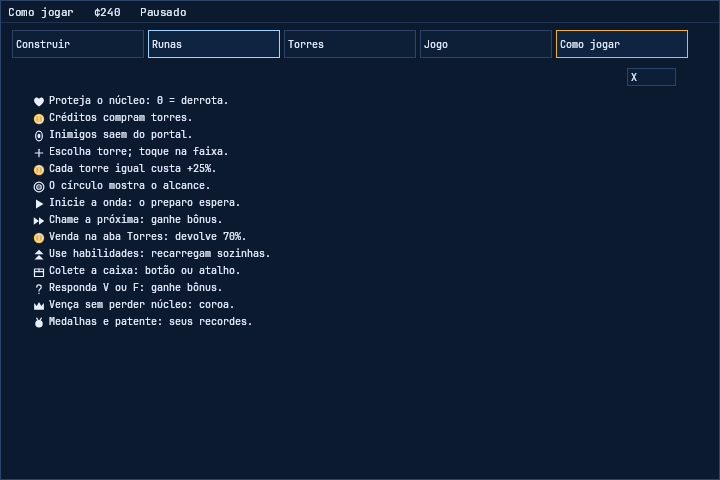 Como jogar ¢240 Pausado
Construir Runas Torres Jogo Como jogar
X
Proteja o núcleo: 0 = derrota.
Créditos compram torres.
Inimigos saem do portal.
Escolha torre; toque na faixa.
Cada torre igual custa +25%.
O círculo mostra o alcance.
Inicie a onda: o preparo espera.
Chame a próxima: ganhe bônus.
Venda na aba Torres: devolve 70%.
Use habilidades: recarregam sozinhas.
Colete a caixa: botão ou atalho.
Responda V ou F: ganhe bônus.
Vença sem perder núcleo: coroa.
Medalhas e patente: seus recordes.